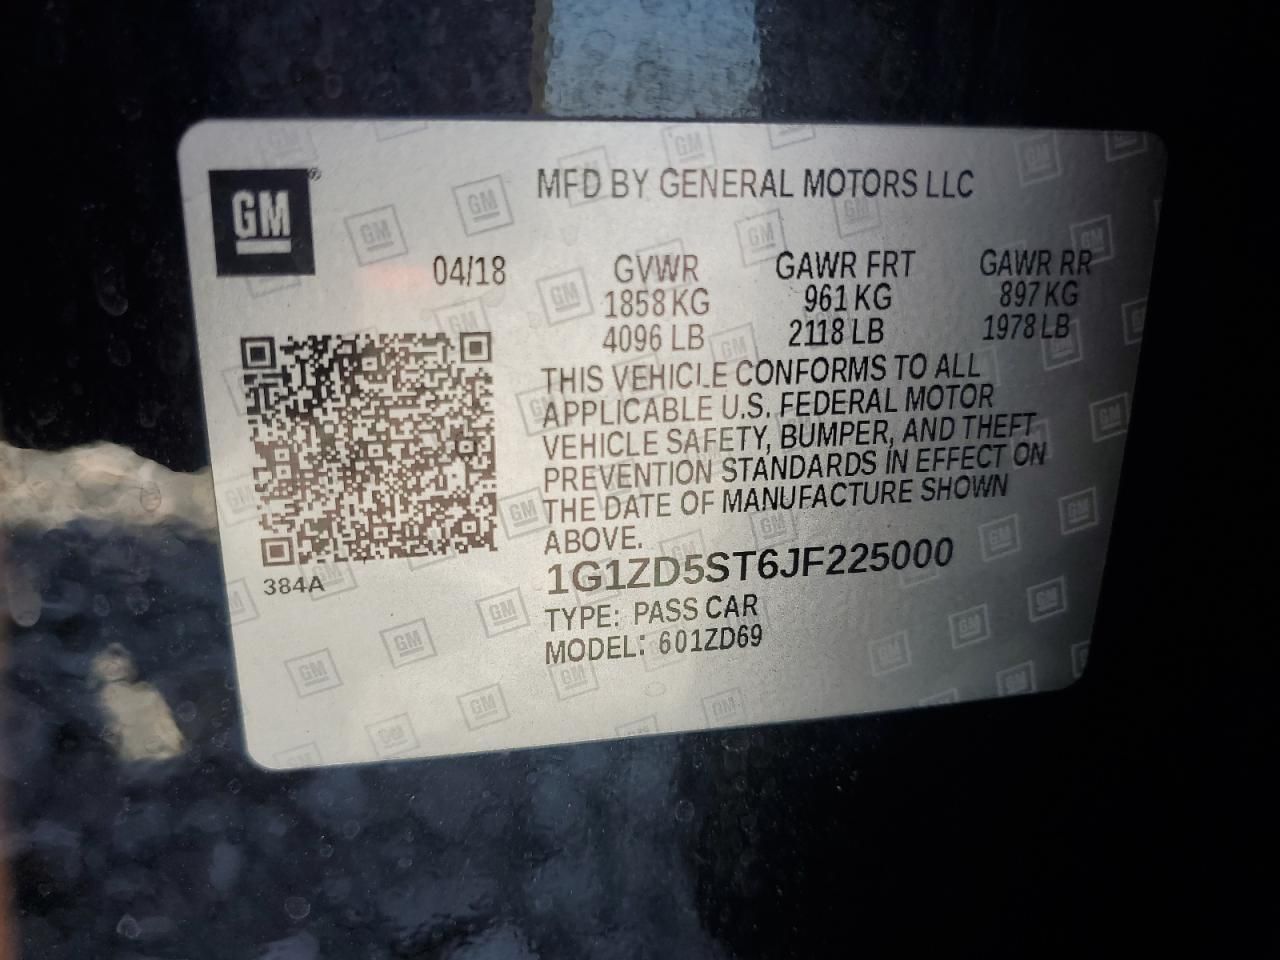 GM
MFD BY GENERAL MOTORS LLC
04/18
GVWR GAWR FRT GAWR RR
1858 KG 961 KG 897 KG
4096 LB 2118 LB 1978 LB
THIS VEHICLE CONFORMS TO ALL
APPLICABLE U.S. FEDERAL MOTOR
VEHICLE SAFETY, BUMPER, AND THEFT
PREVENTION STANDARDS IN EFFECT ON
THE DATE OF MANUFACTURE SHOWN
ABOVE.
384A
1G1ZD5ST6JF225000
TYPE: PASS CAR
MODEL: 601ZD69